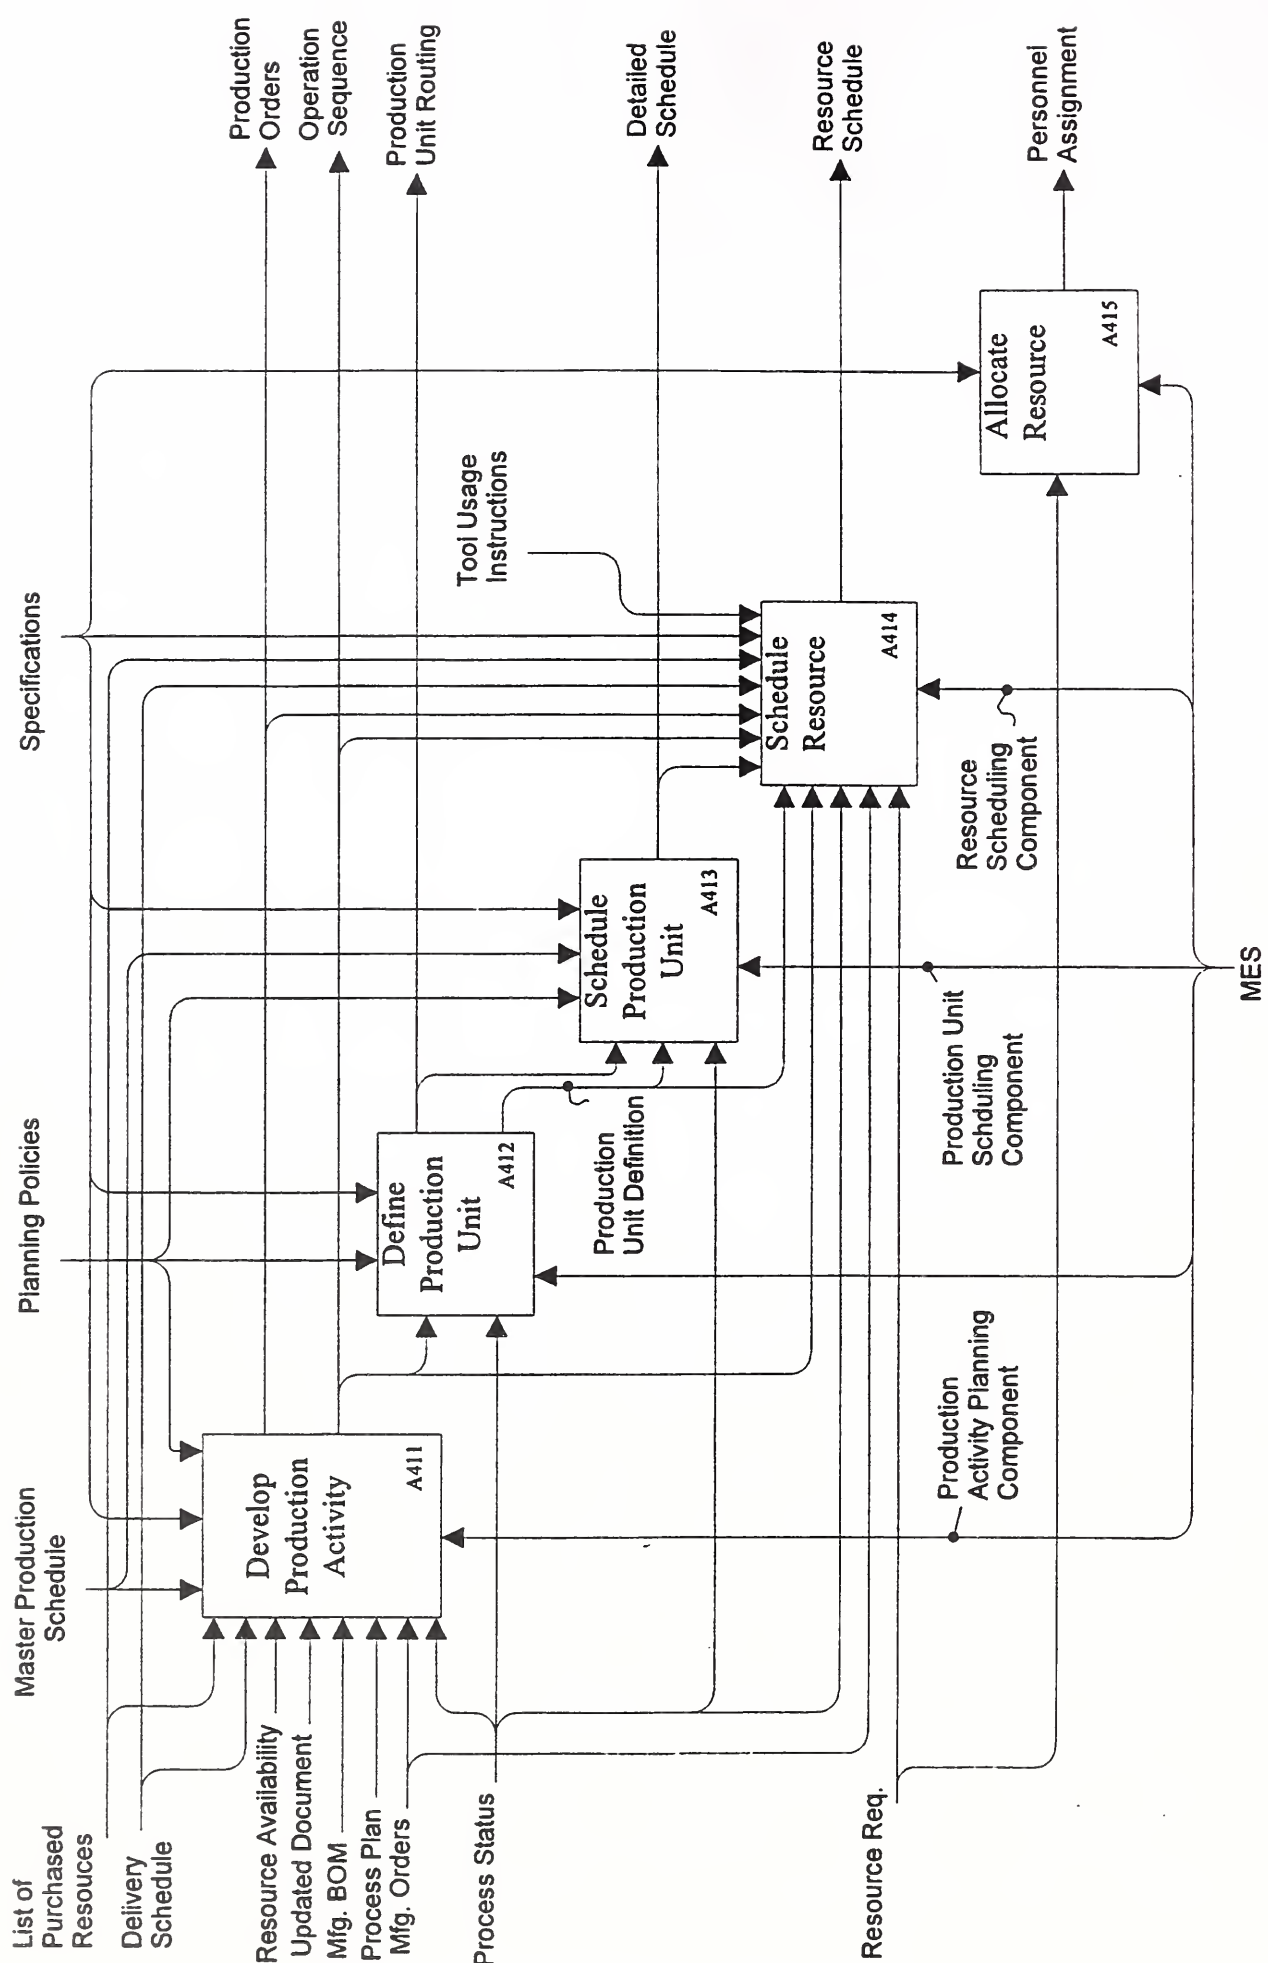 Master Production
Schedule
Planning Policies
Specifications
List of
Purchased
Resouces
Delivery
Schedule
Resource Availability
Updated Document
Mfg. BOM
Process Plan
Mfg. Orders
Process Status
Resource Req.
Develop
Production
Activity
A411
Define
Production
Unit
A412
Production
Unit Definition
Schedule
Production
Unit
A413
Tool Usage
Instructions
Schedule
Resource
A414
Allocate
Resource
A415
Production
Orders
Operation
Sequence
Production
Unit Routing
Detailed
Schedule
Resource
Schedule
Personnel
Assignment
Production
Activity Planning
Component
Production Unit
Schduling
Component
Resource
Scheduling
Component
MES